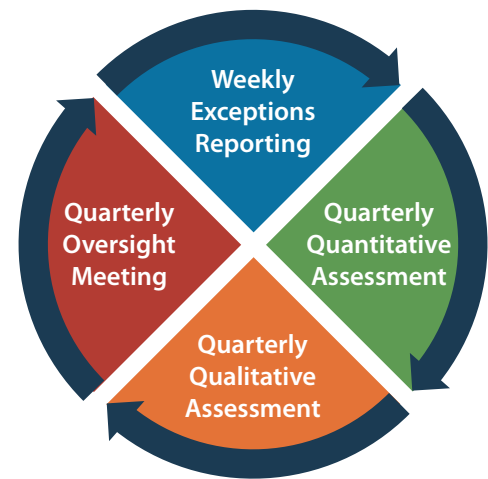 Weekly
Exceptions
Reporting
Quarterly
Quantitative
Assessment
Quarterly
Qualitative
Assessment
Quarterly
Oversight
Meeting